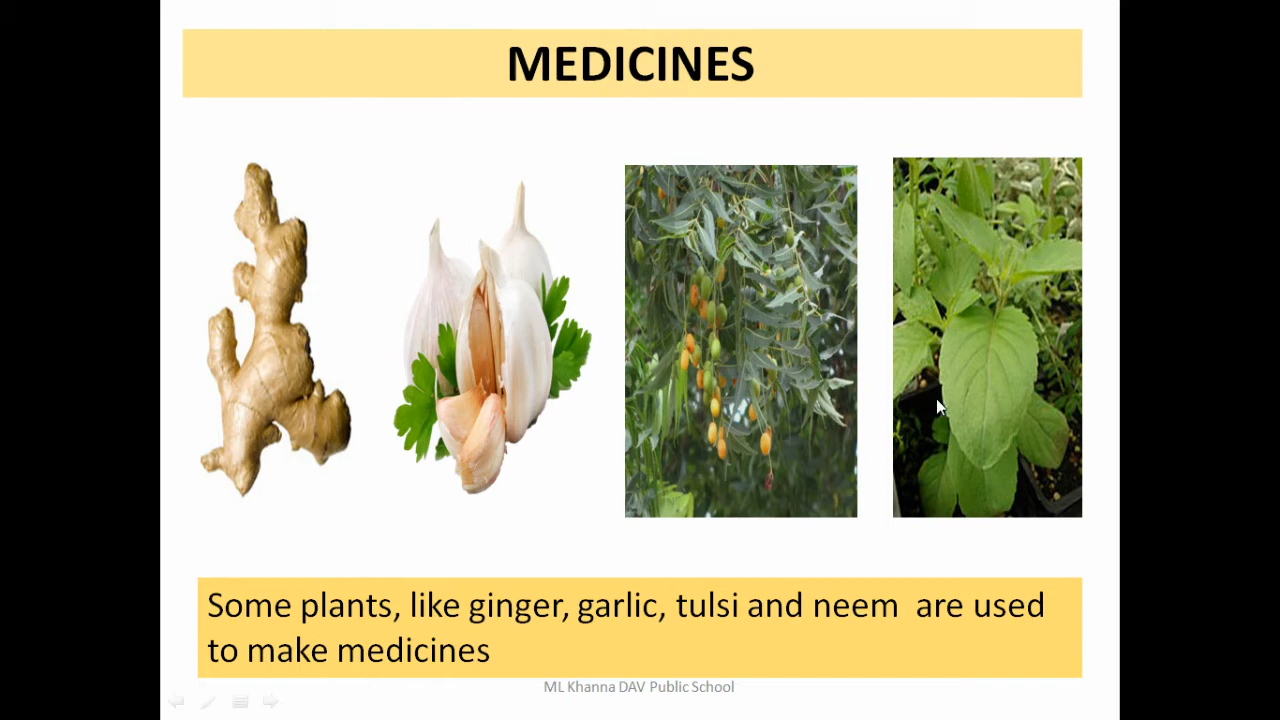 MEDICINES
Some plants, like ginger, garlic, tulsi and neem are used
to make medicines
ML Khanna DAV Public School